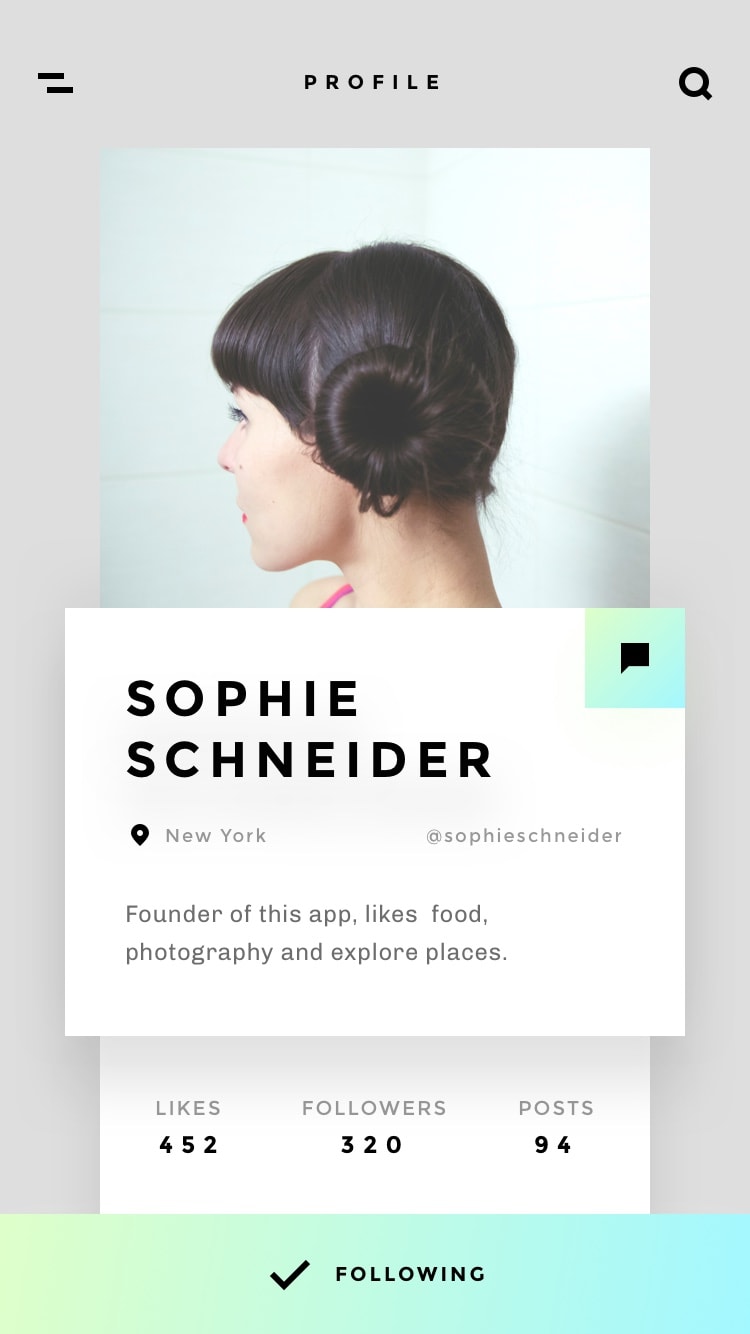 PROFILE
SOPHIE
SCHNEIDER
New York
@sophieschneider
Founder of this app, likes  food,
photography and explore places.
LIKES
FOLLOWERS
POSTS
452
320
94
FOLLOWING